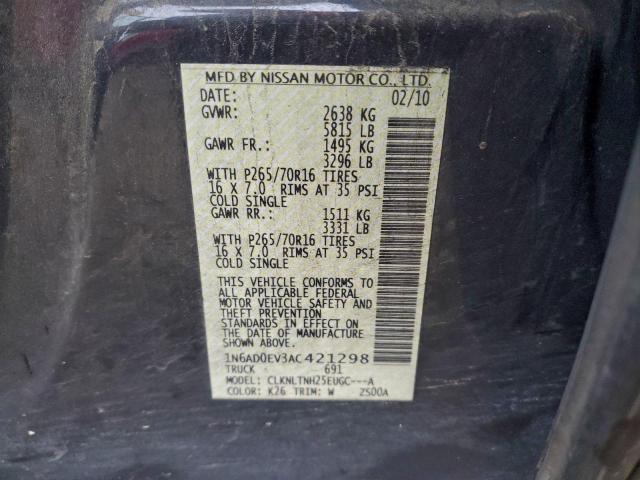 MFD BY NISSAN MOTOR CO., LTD.
DATE: 02/10
GVWR: 2638 KG
5815 LB
GAWR FR.: 1495 KG
3296 LB
WITH P265/70R16 TIRES
16 X 7.0 RIMS AT 35 PSI
COLD SINGLE
GAWR RR.: 1511 KG
3331 LB
WITH P265/70R16 TIRES
16 X 7.0 RIMS AT 35 PSI
COLD SINGLE
THIS VEHICLE CONFORMS TO
ALL APPLICABLE FEDERAL
MOTOR VEHICLE SAFETY AND
THEFT PREVENTION
STANDARDS IN EFFECT ON
THE DATE OF MANUFACTURE
SHOWN ABOVE.
1N6AD0EV3AC421298
TRUCK 691
MODEL: CLKNLTNH25EUGC---A
COLOR: K26 TRIM: W 2S00A